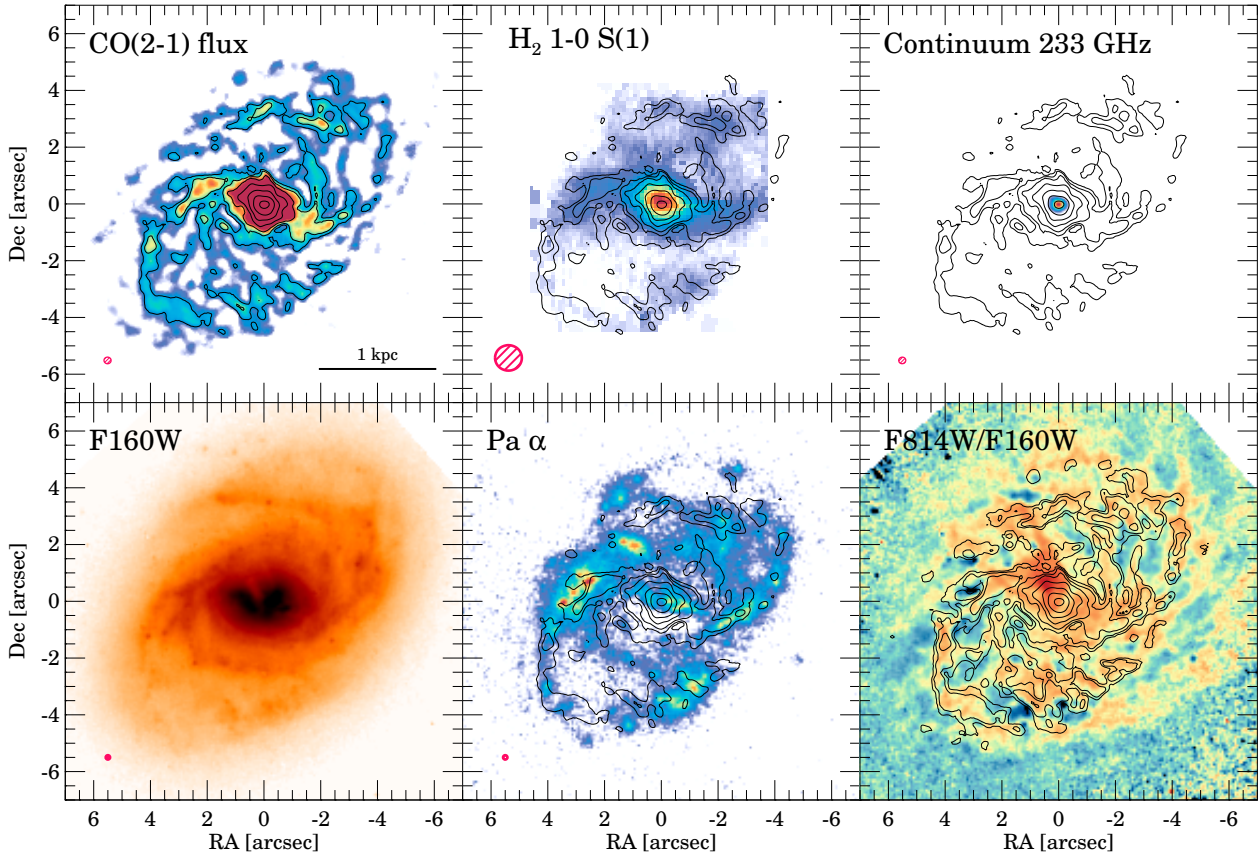 CO(2-1) flux
H₂ 1-0 S(1)
Continuum 233 GHz
6
4
2
0
-2
-4
-6
Dec [arcsec]
1 kpc
F160W
Pa α
F814W/F160W
6
4
2
0
-2
-4
-6
Dec [arcsec]
6 4 2 0 -2 -4 -6
6 4 2 0 -2 -4 -6
6 4 2 0 -2 -4 -6
RA [arcsec]
RA [arcsec]
RA [arcsec]